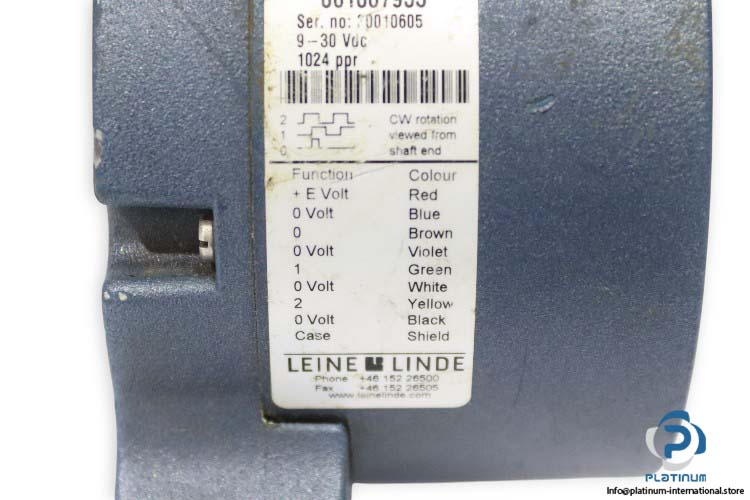 Ser. no: 20010605
9-30 Vdc
1024 ppr
2 CW rotation
1 viewed from
0 shaft end
Function Colour
+ E Volt Red
0 Volt Blue
0 Brown
0 Volt Violet
1 Green
0 Volt White
2 Yellow
0 Volt Black
Case Shield
LEINE LINDE
Phone +46 152 26500
Fax +46 152 26505
www.leinelinde.com
PLATINUM
Info@platinum-international.store